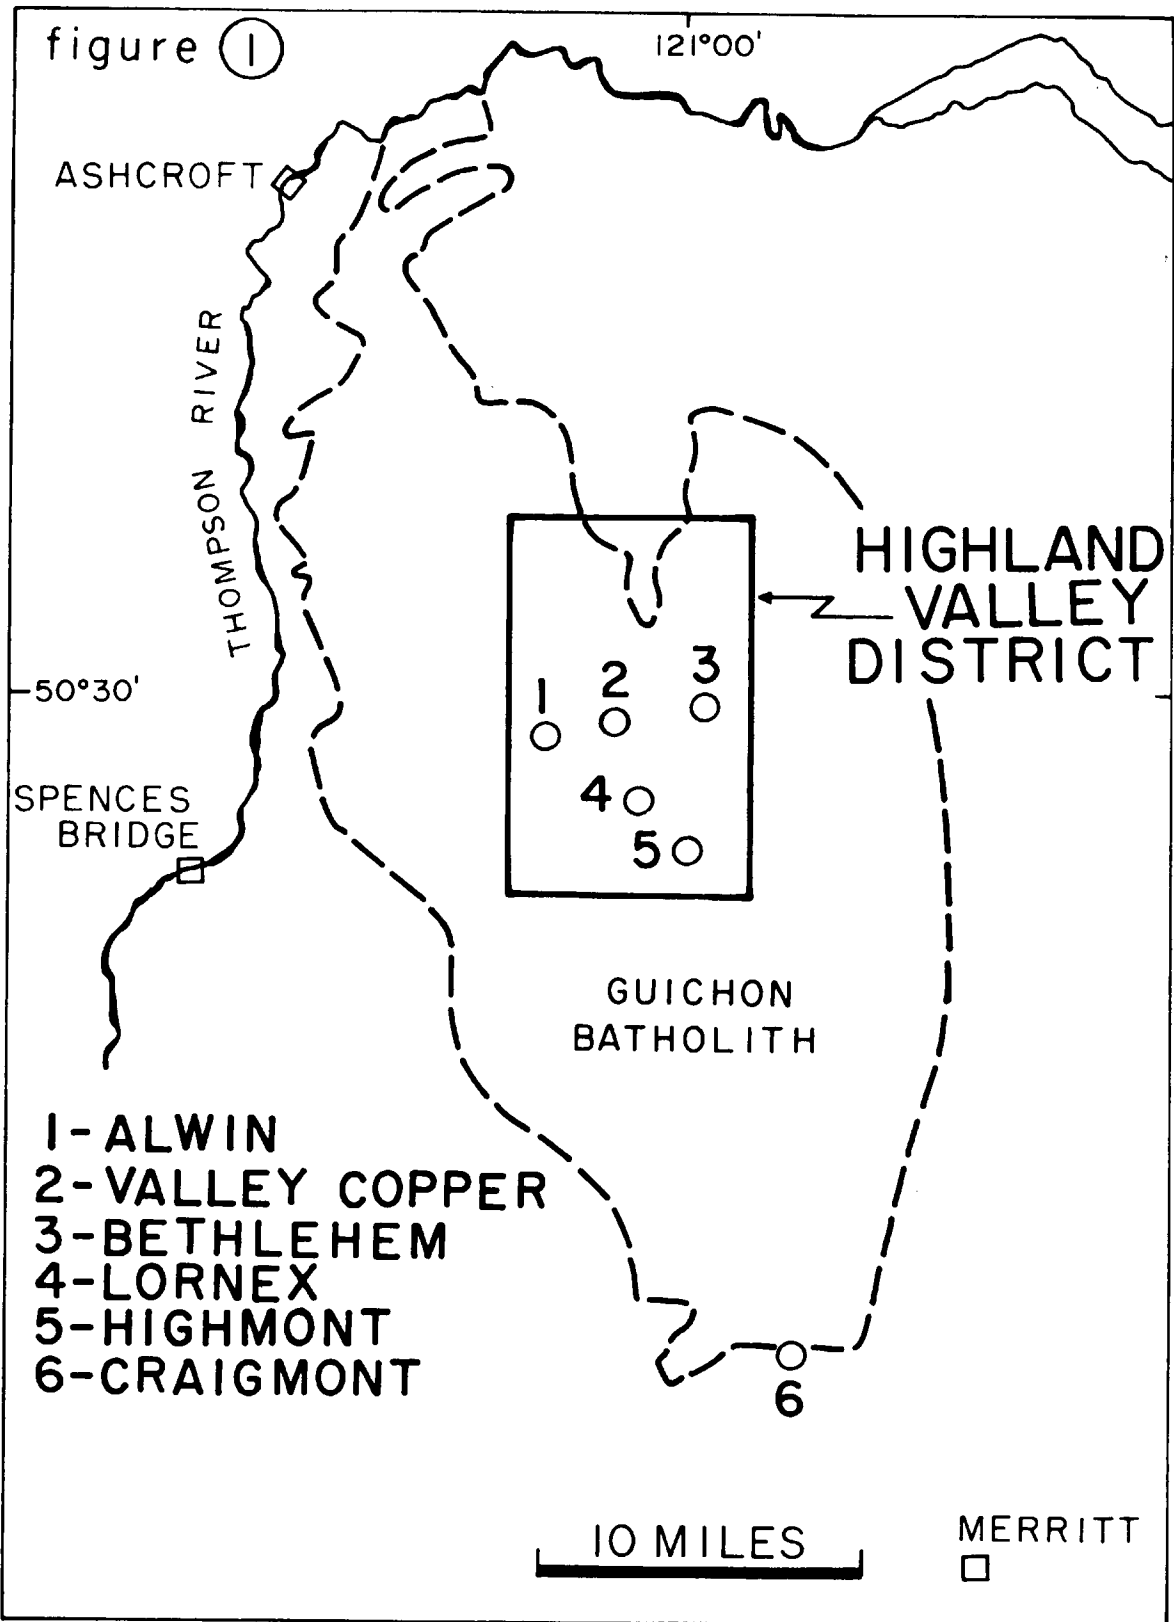 figure 1
121°00'
ASHCROFT
THOMPSON RIVER
HIGHLAND
VALLEY
DISTRICT
50°30'
1
2
3
4
5
SPENCES
BRIDGE
GUICHON
BATHOLITH
1-ALWIN
2-VALLEY COPPER
3-BETHLEHEM
4-LORNEX
5-HIGHMONT
6-CRAIGMONT
6
10 MILES
MERRITT